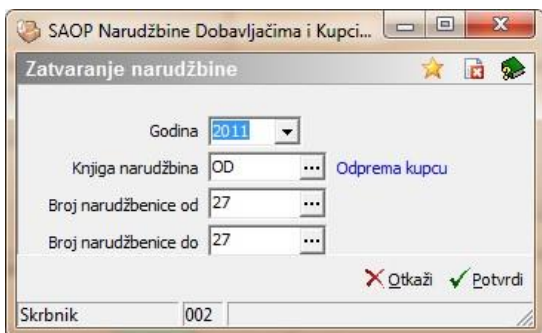 SAOP Narudžbine Dobavljačima i Kupci...
Zatvaranje narudžbine
Godina 2011
Knjiga narudžbina OD ... Odprema kupcu
Broj narudžbenice od 27 ...
Broj narudžbenice do 27 ...
Otkaži Potvrdi
Skrbnik 002